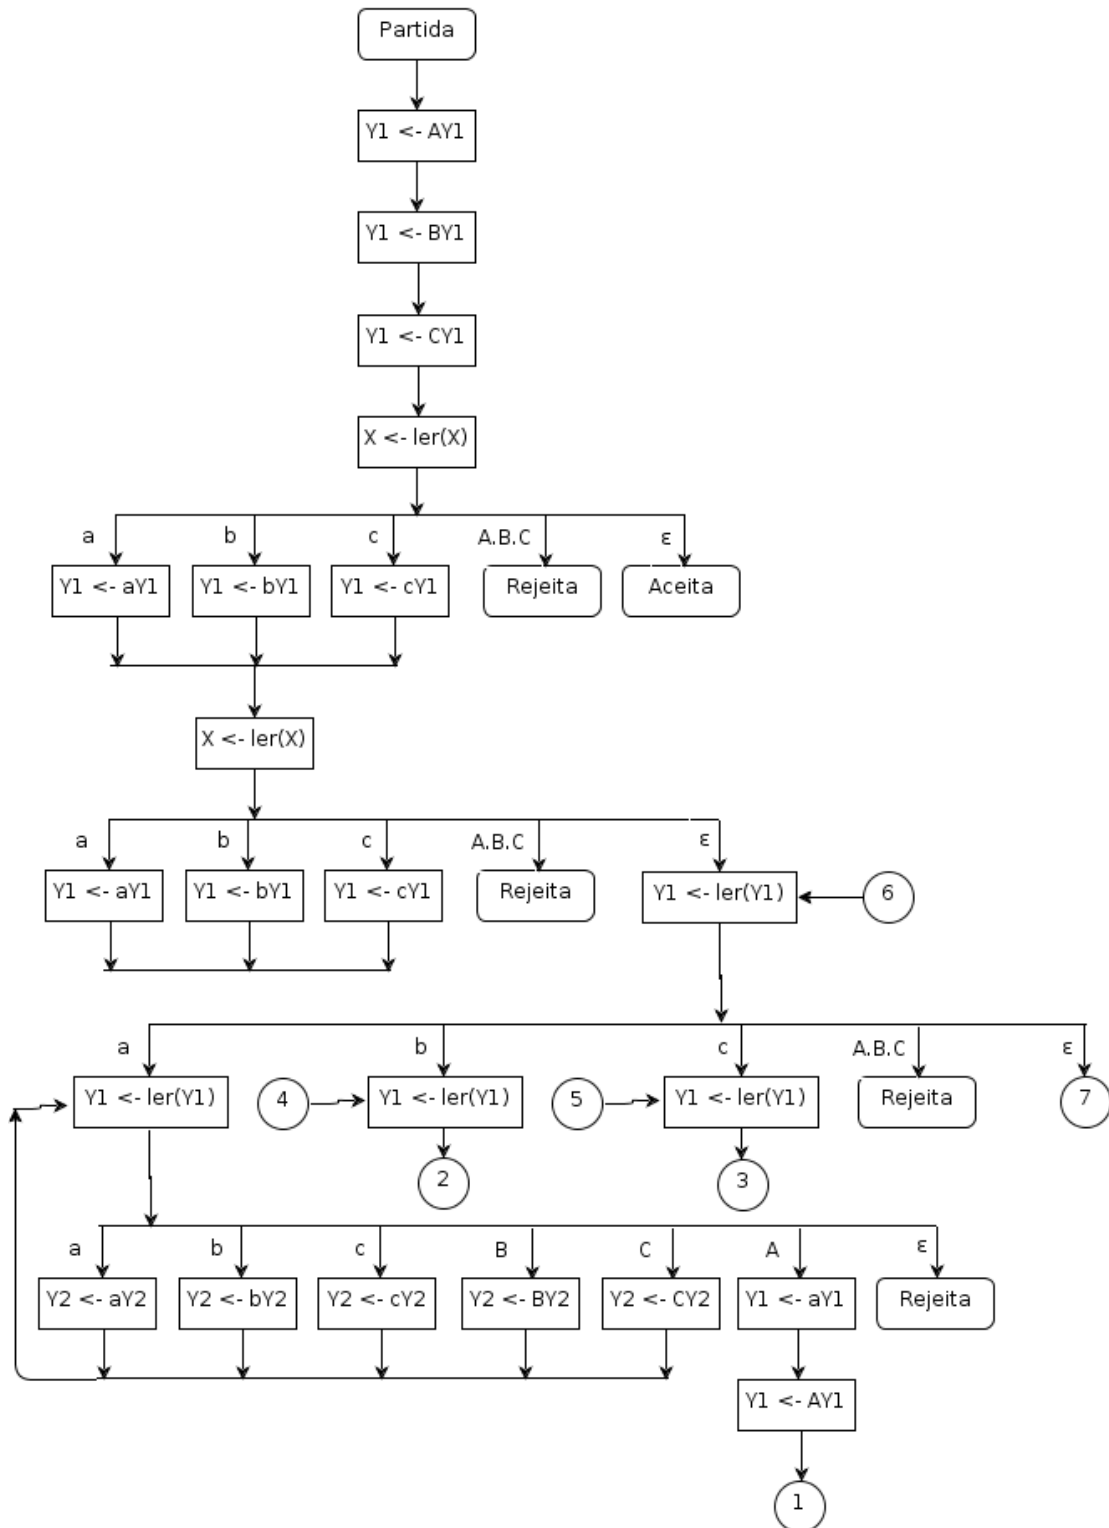 Partida
Y1 <- AY1
Y1 <- BY1
Y1 <- CY1
X <- ler(X)
a b c A.B.C ε
Y1 <- aY1 Y1 <- bY1 Y1 <- cY1 Rejeita Aceita
X <- ler(X)
a b c A.B.C ε
Y1 <- aY1 Y1 <- bY1 Y1 <- cY1 Rejeita Y1 <- ler(Y1) 6
a b c A.B.C ε
Y1 <- ler(Y1) 4 Y1 <- ler(Y1) 5 Y1 <- ler(Y1) Rejeita 7
2 3
a b c B C A ε
Y2 <- aY2 Y2 <- bY2 Y2 <- cY2 Y2 <- BY2 Y2 <- CY2 Y1 <- aY1 Rejeita
Y1 <- AY1
1